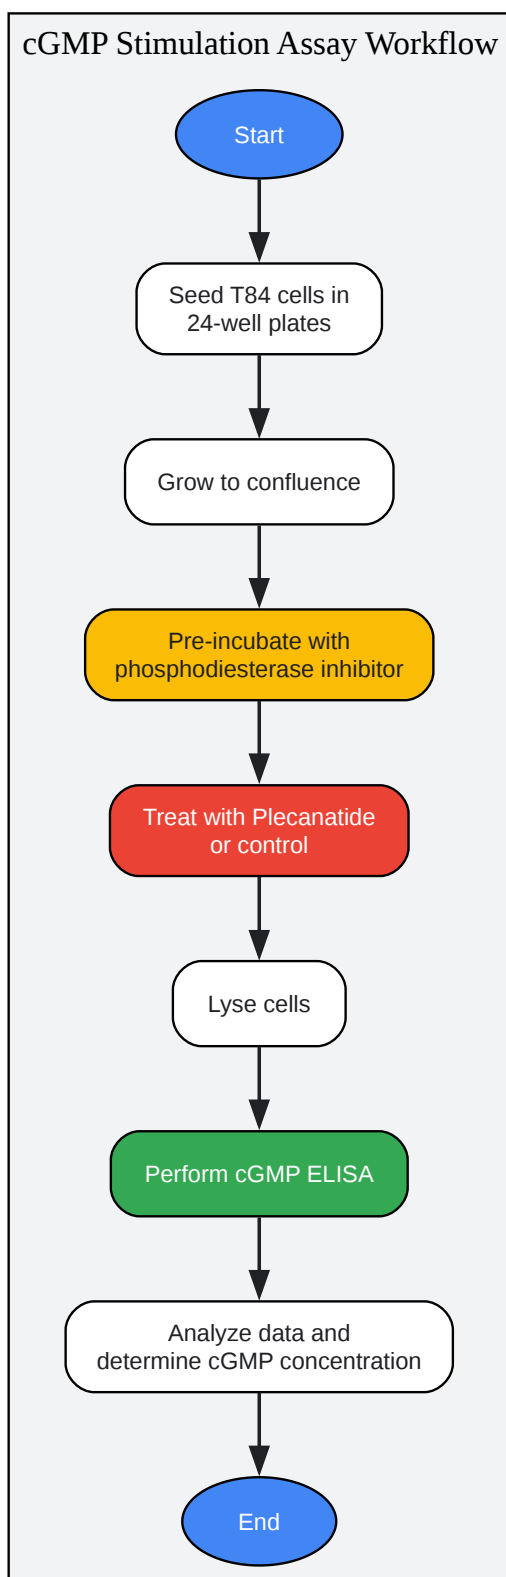 cGMP Stimulation Assay Workflow
Start
Seed T84 cells in
24-well plates
Grow to confluence
Pre-incubate with
phosphodiesterase inhibitor
Treat with Plecanatide
or control
Lyse cells
Perform cGMP ELISA
Analyze data and
determine cGMP concentration
End